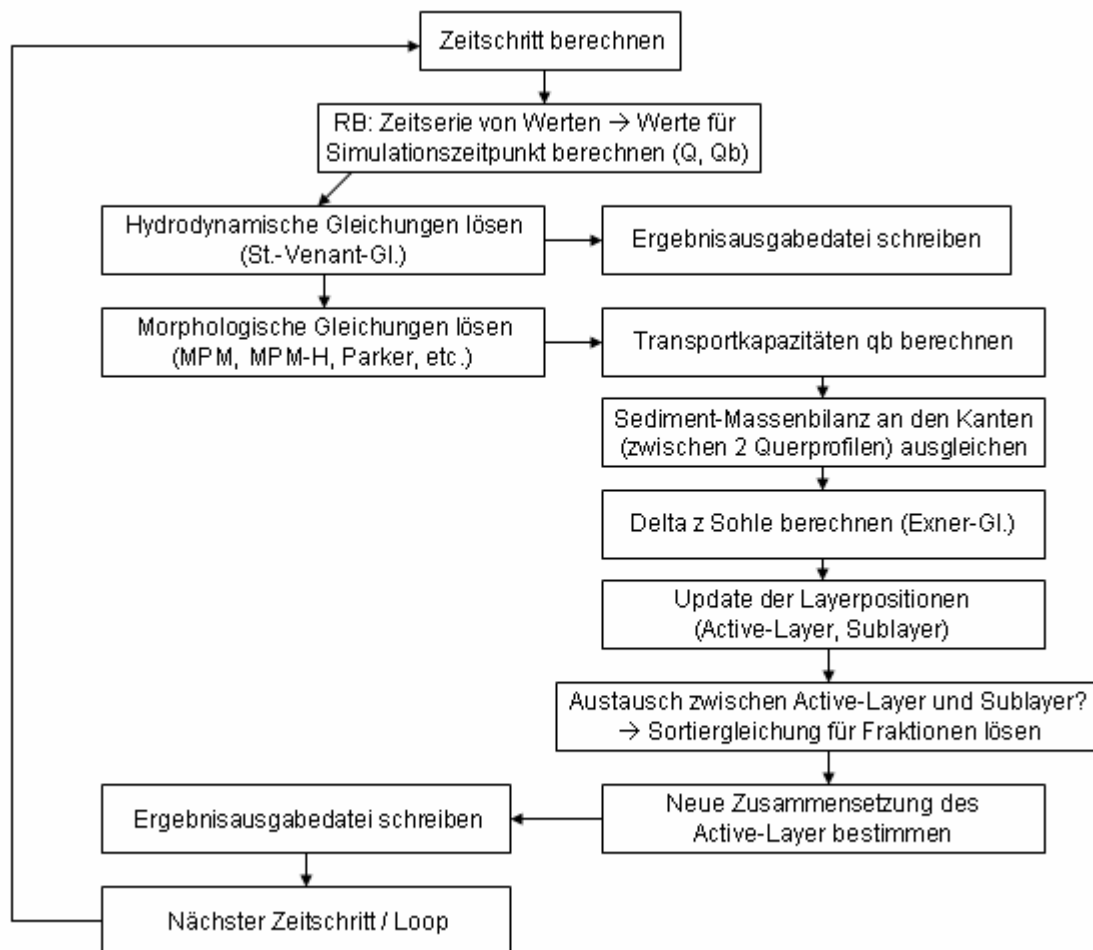 Zeitschritt berechnen
RB: Zeitserie von Werten → Werte für
Simulationszeitpunkt berechnen (Q, Qb)
Hydrodynamische Gleichungen lösen
(St.-Venant-Gl.)
Ergebnisausgabedatei schreiben
Morphologische Gleichungen lösen
(MPM, MPM-H, Parker, etc.)
Transportkapazitäten qb berechnen
Sediment-Massenbilanz an den Kanten
(zwischen 2 Querprofilen) ausgleichen
Delta z Sohle berechnen (Exner-Gl.)
Update der Layerpositionen
(Active-Layer, Sublayer)
Austausch zwischen Active-Layer und Sublayer?
→ Sortiergleichung für Fraktionen lösen
Neue Zusammensetzung des
Active-Layer bestimmen
Ergebnisausgabedatei schreiben
Nächster Zeitschritt / Loop